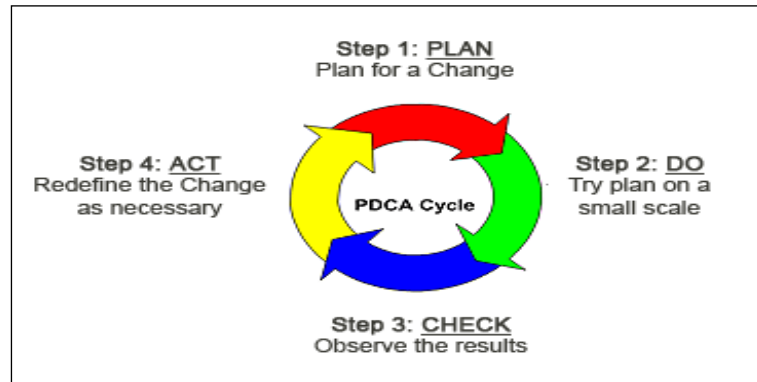 Step 1: PLAN
Plan for a Change
Step 2: DO
Try plan on a
small scale
Step 3: CHECK
Observe the results
Step 4: ACT
Redefine the Change
as necessary
PDCA Cycle